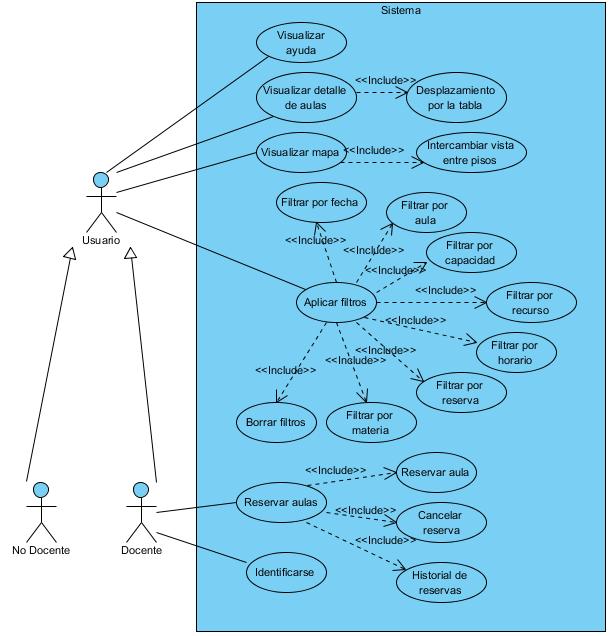 Sistema
Visualizar
ayuda
Visualizar detalle
de aulas
<<Include>>
Desplazamiento
por la tabla
Visualizar mapa
<<Include>>
Intercambiar vista
entre pisos
Usuario
Filtrar por fecha
Filtrar por
aula
<<Include>>
<<Include>>
Filtrar por
capacidad
<<Include>>
Aplicar filtros
<<Include>>
Filtrar por
recurso
<<Include>>
Filtrar por
horario
<<Include>>
<<Include>>
Filtrar por
reserva
Borrar filtros
Filtrar por
materia
<<Include>>
Reservar aula
Reservar aulas
<<Include>>
Cancelar
reserva
<<Include>>
No Docente
Docente
Identificarse
Historial de
reservas